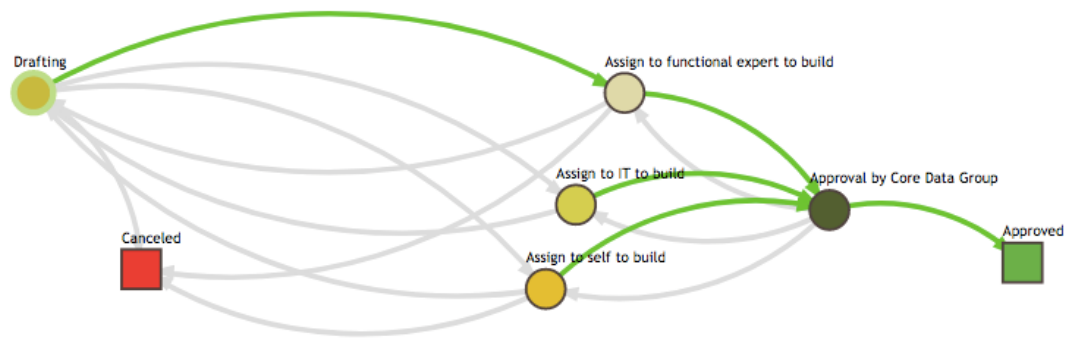 Drafting
Assign to functional expert to build
Assign to IT to build
Approval by Core Data Group
Canceled
Approved
Assign to self to build